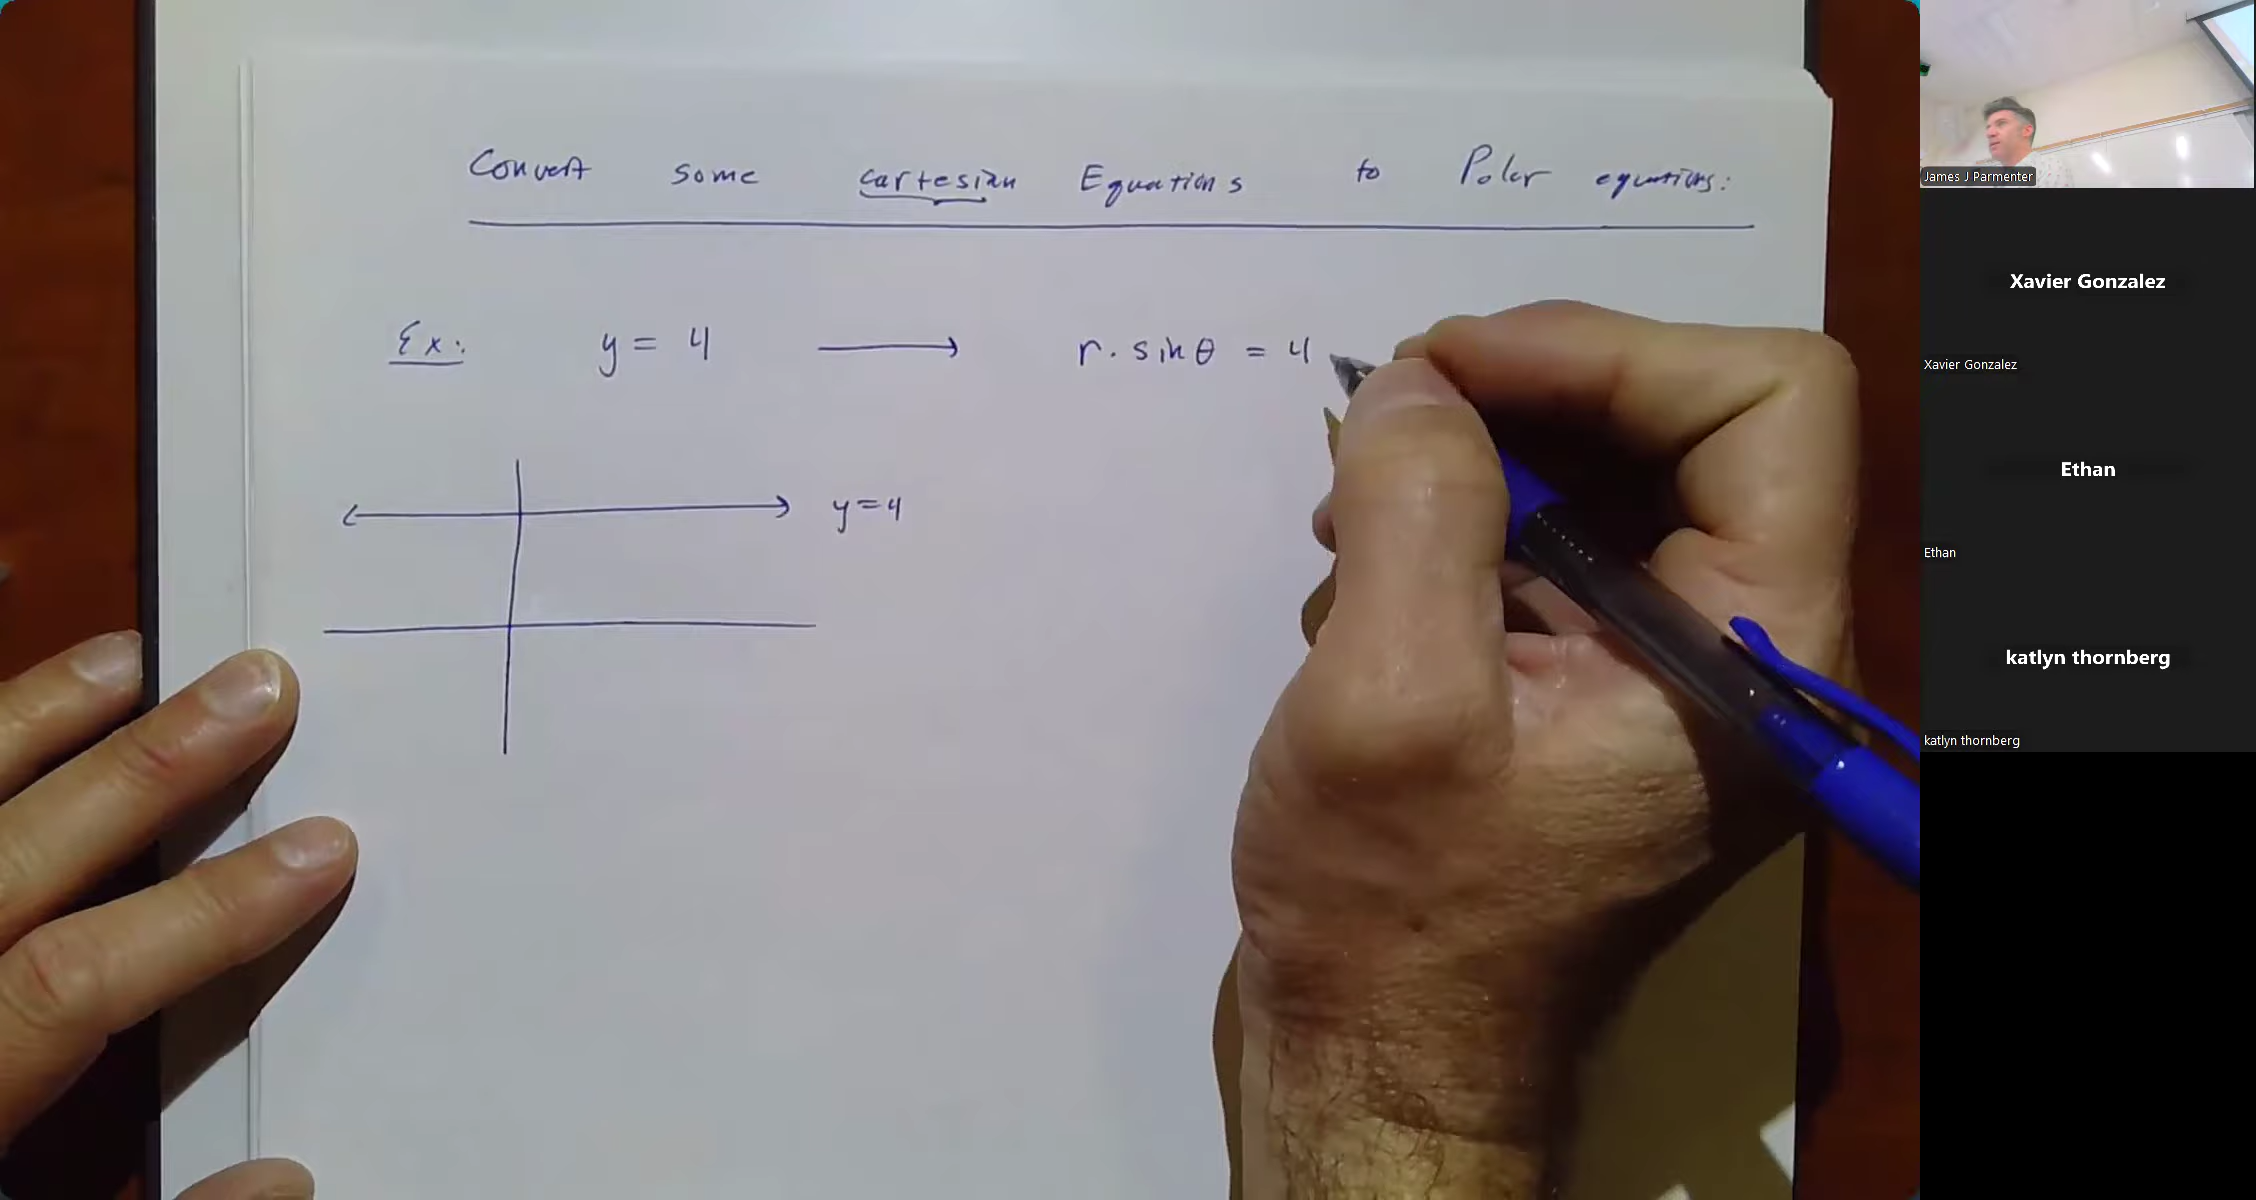 Convert some cartesian Equations to Polar equations:
Ex: y = 4 → r. sinθ = 4
y=4
James J Parmenter
Xavier Gonzalez
Xavier Gonzalez
Ethan
Ethan
katlyn thornberg
katlyn thornberg